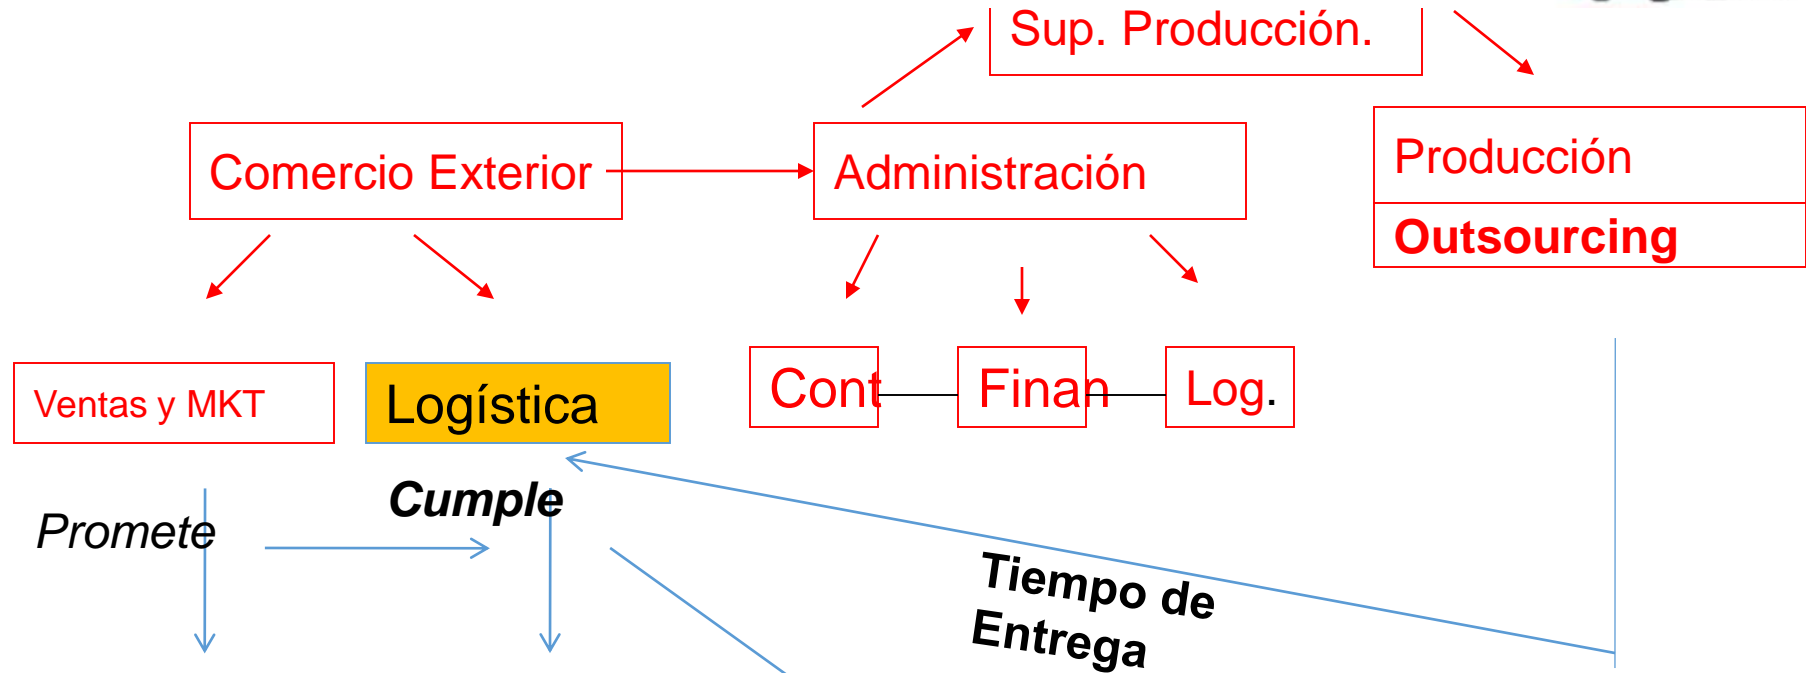 Sup. Producción.
Comercio Exterior
Administración
Producción
Outsourcing
Ventas y MKT
Logística
Cont
Finan
Log.
Promete
Cumple
Tiempo de
Entrega